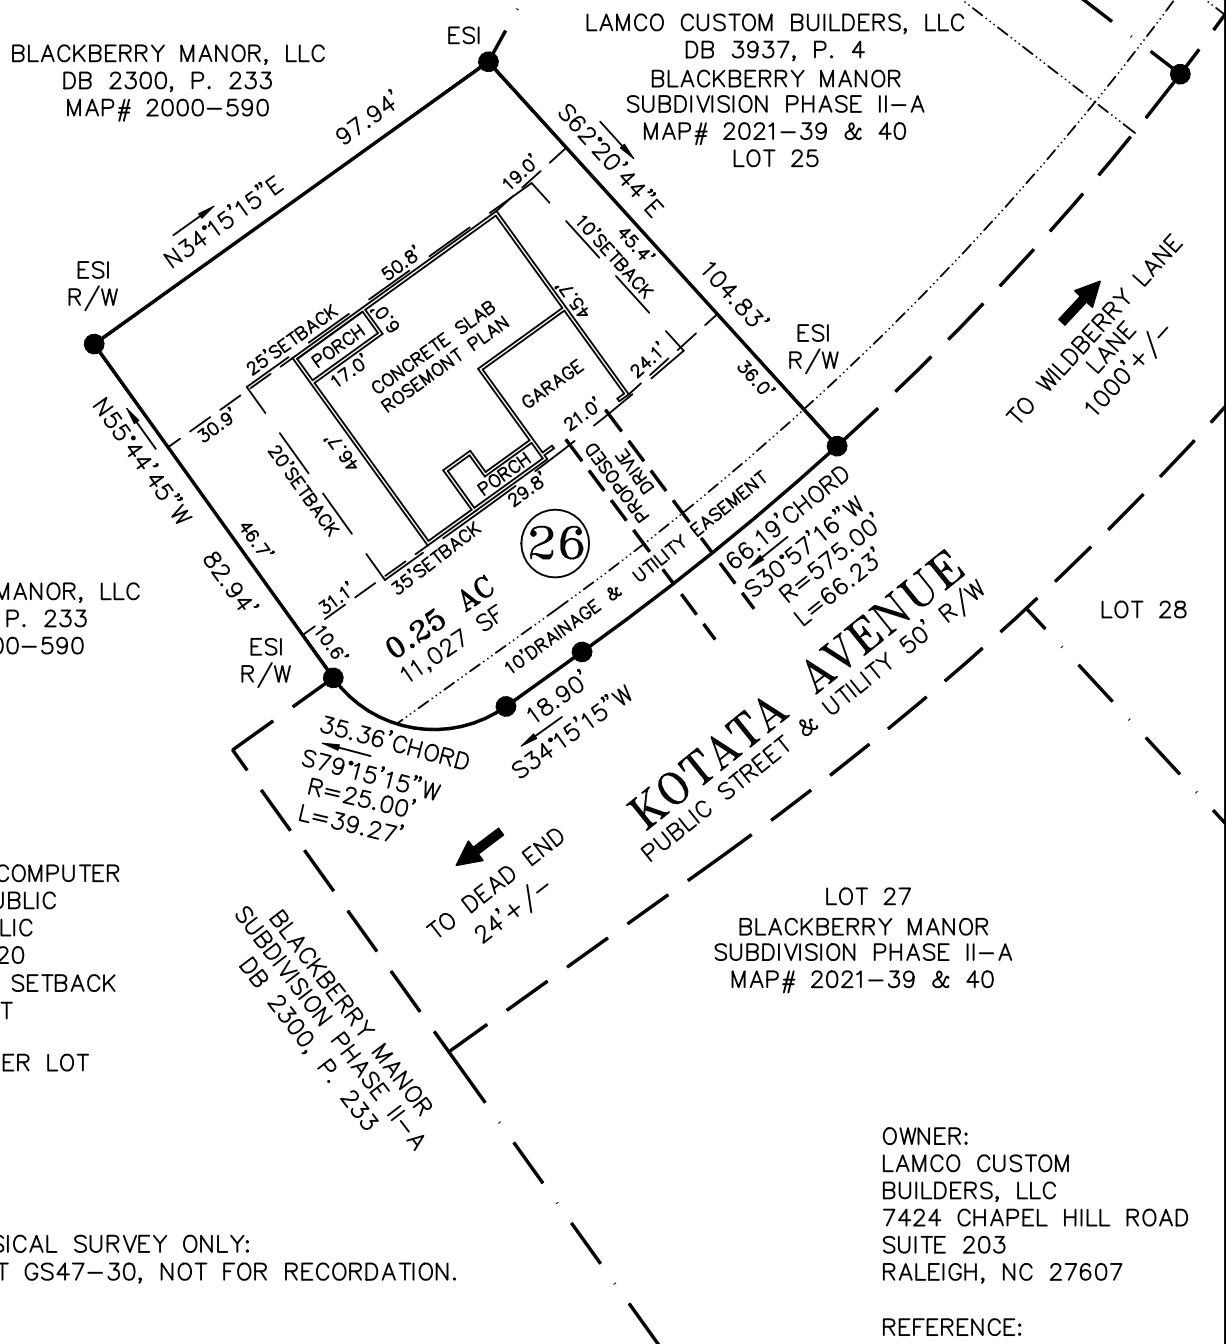 BLACKBERRY MANOR, LLC
DB 2300, P. 233
MAP# 2000-590
ESI
LAMCO CUSTOM BUILDERS, LLC
DB 3937, P. 4
BLACKBERRY MANOR
SUBDIVISION PHASE II-A
MAP# 2021-39 & 40
LOT 25
97.94'
N34°15'15"E
S62°20'44"E
104.83'
ESI
R/W
ESI
R/W
19.0'
10'SETBACK
45.4'
36.0'
50.8'
25'SETBACK
PORCH
6.0'
17.0'
CONCRETE SLAB
ROSEMONT PLAN
45.7'
GARAGE
24.1'
21.0'
30.9'
46.7'
20'SETBACK
PORCH
29.8'
35'SETBACK
PROPOSED
DRIVE
N55°44'45"W
82.94'
46.7'
31.1'
10.6'
26
0.25 AC
11,027 SF
10'DRAINAGE & UTILITY EASEMENT
TO WILDBERRY LANE
LANE
1000'+/-
66.19'CHORD
S30°57'16"W
R=575.00'
L=66.23'
MANOR, LLC
P. 233
00-590
ESI
R/W
18.90'
S34°15'15"W
35.36'CHORD
S79°15'15"W
R=25.00'
L=39.27'
KOTATA AVENUE
PUBLIC STREET & UTILITY 50' R/W
LOT 28
TO DEAD END
24'+/-
LOT 27
BLACKBERRY MANOR
SUBDIVISION PHASE II-A
MAP# 2021-39 & 40
COMPUTER
UBLIC
LIC
20
SETBACK
T
ER LOT
BLACKBERRY MANOR
SUBDIVISION PHASE II-A
DB 2300, P. 233
SICAL SURVEY ONLY:
T GS47-30, NOT FOR RECORDATION.
OWNER:
LAMCO CUSTOM
BUILDERS, LLC
7424 CHAPEL HILL ROAD
SUITE 203
RALEIGH, NC 27607
REFERENCE: